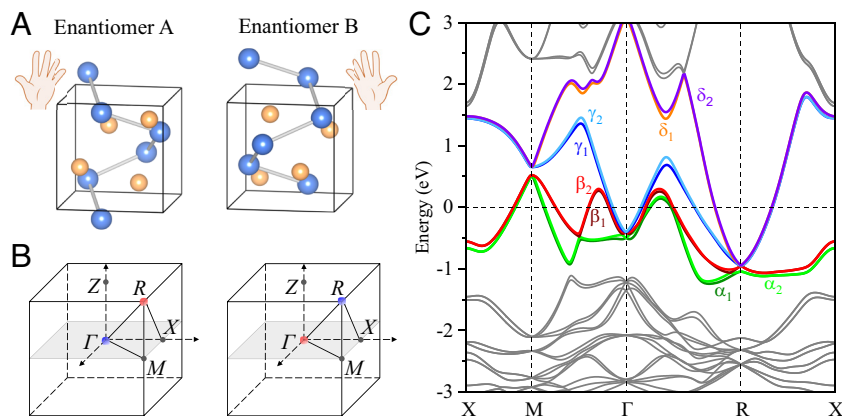 A
Enantiomer A
Enantiomer B
B
Z
R
Γ
X
M
Z
R
Γ
X
M
C
Energy (eV)
3
2
1
0
-1
-2
-3
δ2
δ1
γ2
γ1
β2
β1
α1
α2
X
M
Γ
R
X